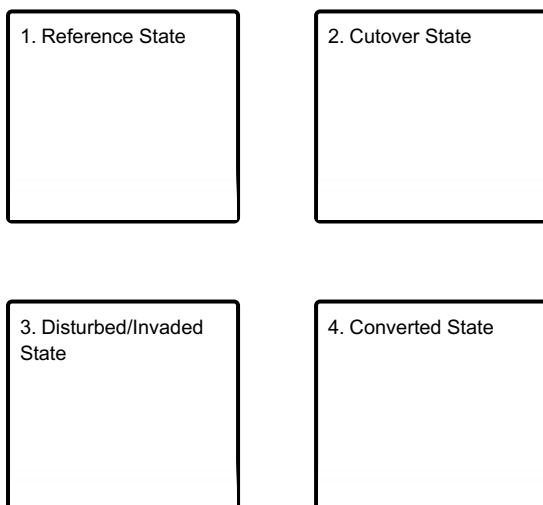 1. Reference State
2. Cutover State
3. Disturbed/Invaded
State
4. Converted State